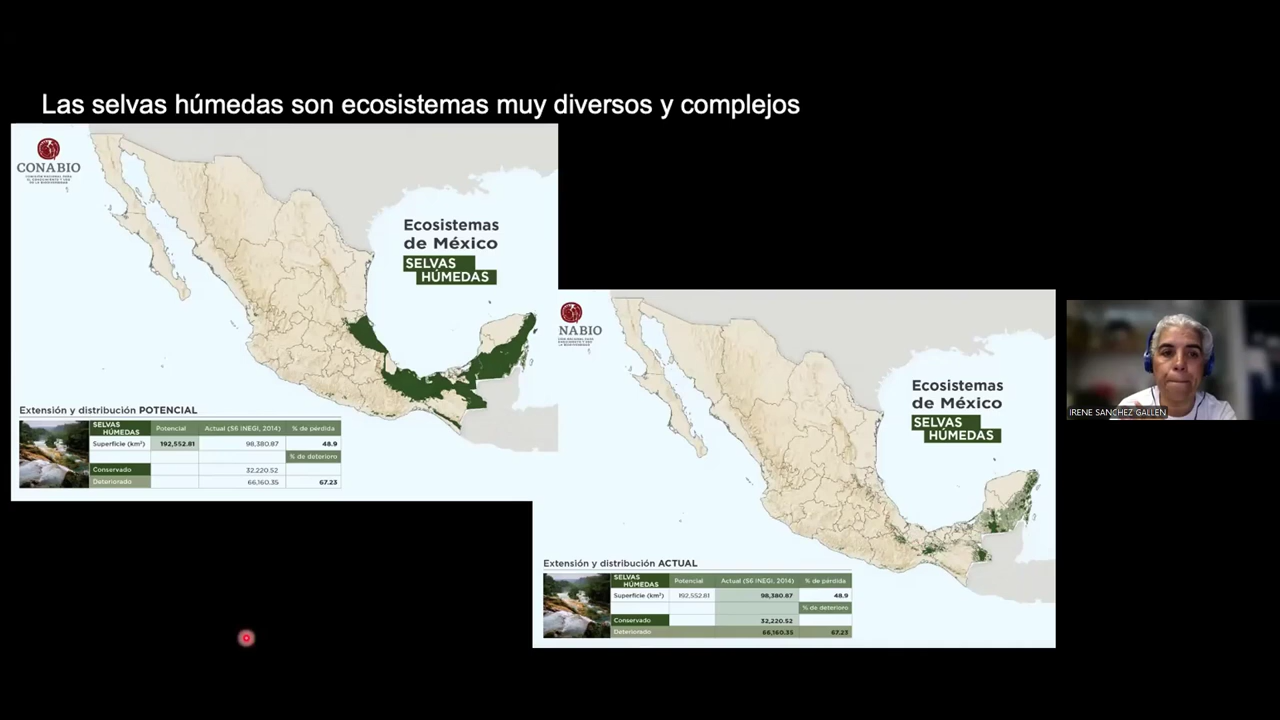 Las selvas húmedas son ecosistemas muy diversos y complejos
CONABIO
Ecosistemas
de México
SELVAS
HÚMEDAS
Extensión y distribución POTENCIAL
SELVAS HÚMEDAS Potencial Actual (S6 INEGI, 2014) % de pérdida
Superficie (km²) 192,552.81 98,380.87 48.9
% de deterioro
Conservado 32,220.52
Deteriorado 66,160.35 67.23
NABIO
Ecosistemas
de México
SELVAS
HÚMEDAS
Extensión y distribución ACTUAL
SELVAS HÚMEDAS Potencial Actual (S6 INEGI, 2014) % de pérdida
Superficie (km²) 192,552.81 98,380.87 48.9
% de deterioro
Conservado 32,220.52
Deteriorado 66,160.35 67.23
IRENE SANCHEZ GALLEN